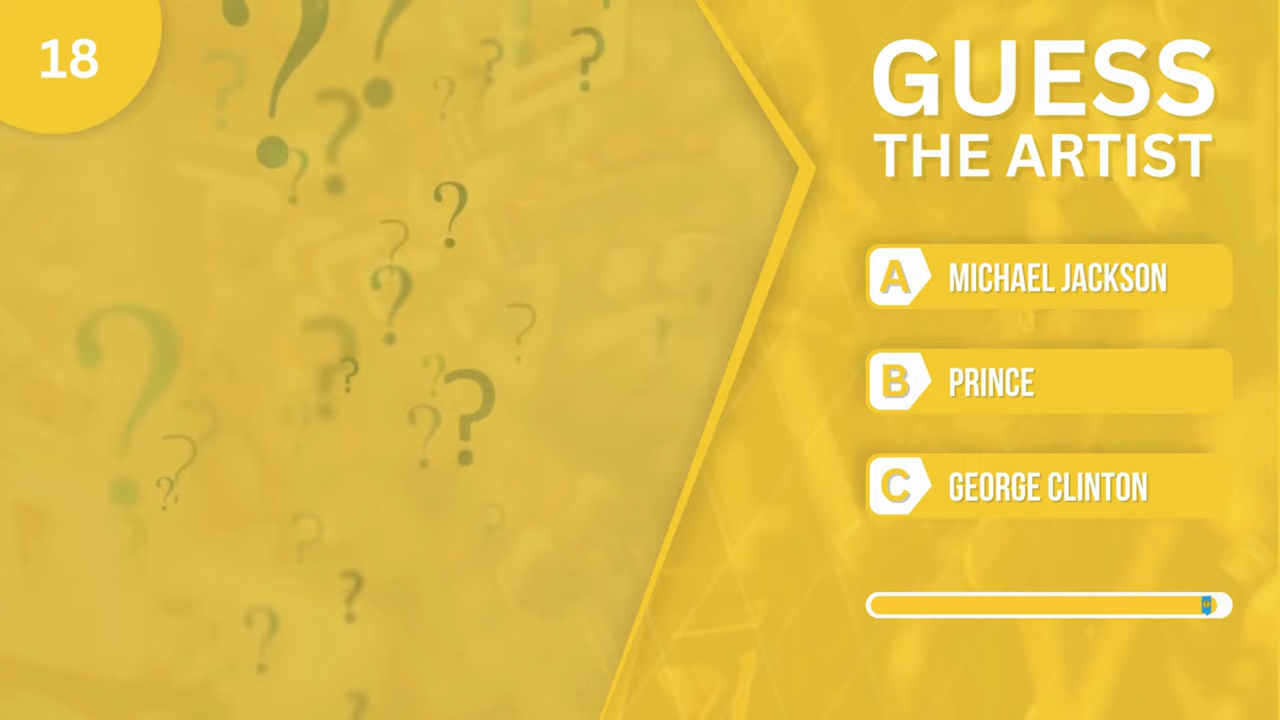 18
GUESS
THE ARTIST
A MICHAEL JACKSON
B PRINCE
C GEORGE CLINTON